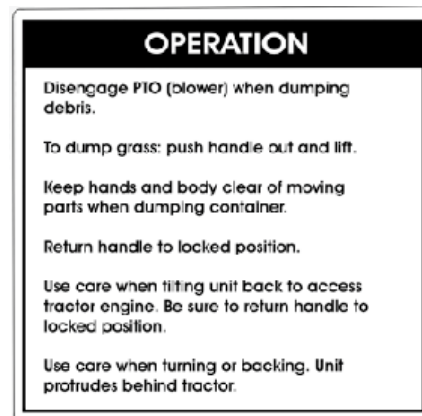 OPERATION
Disengage PTO (blower) when dumping
debris.
To dump grass: push handle out and lift.
Keep hands and body clear of moving
parts when dumping container.
Return handle to locked position.
Use care when tilting unit back to access
tractor engine. Be sure to return handle to
locked position.
Use care when turning or backing. Unit
protrudes behind tractor.